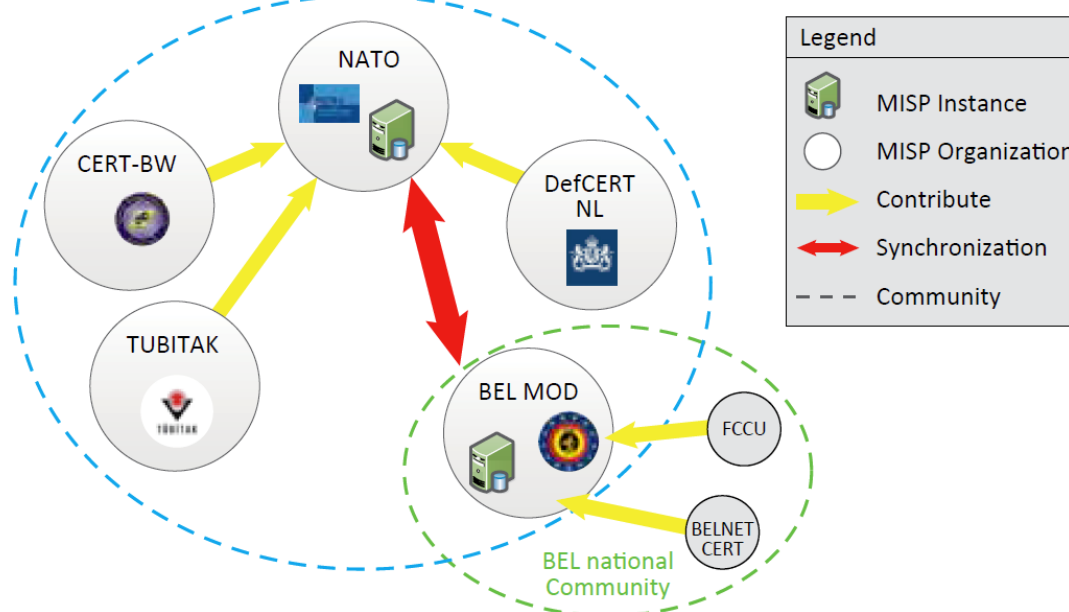 NATO
CERT-BW
DefCERT
NL
TUBITAK
TÜBİTAK
BEL MOD
FCCU
BELNET
CERT
BEL national
Community
Legend
MISP Instance
MISP Organization
Contribute
Synchronization
Community